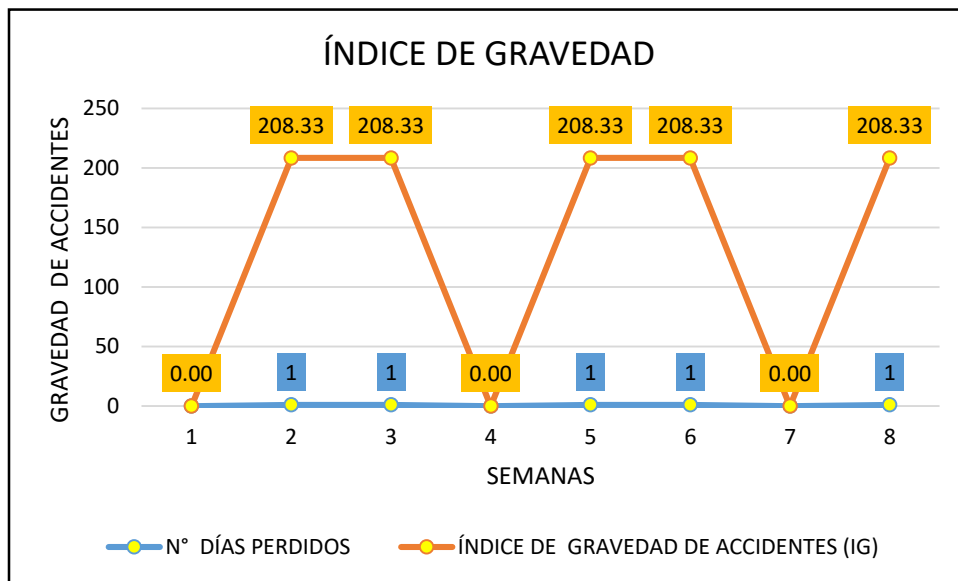 ÍNDICE DE GRAVEDAD
GRAVEDAD DE ACCIDENTES
250
200
150
100
50
0
208.33 208.33 208.33 208.33 208.33
0.00 1 1 0.00 1 1 0.00 1
1 2 3 4 5 6 7 8
SEMANAS
N° DÍAS PERDIDOS ÍNDICE DE GRAVEDAD DE ACCIDENTES (IG)